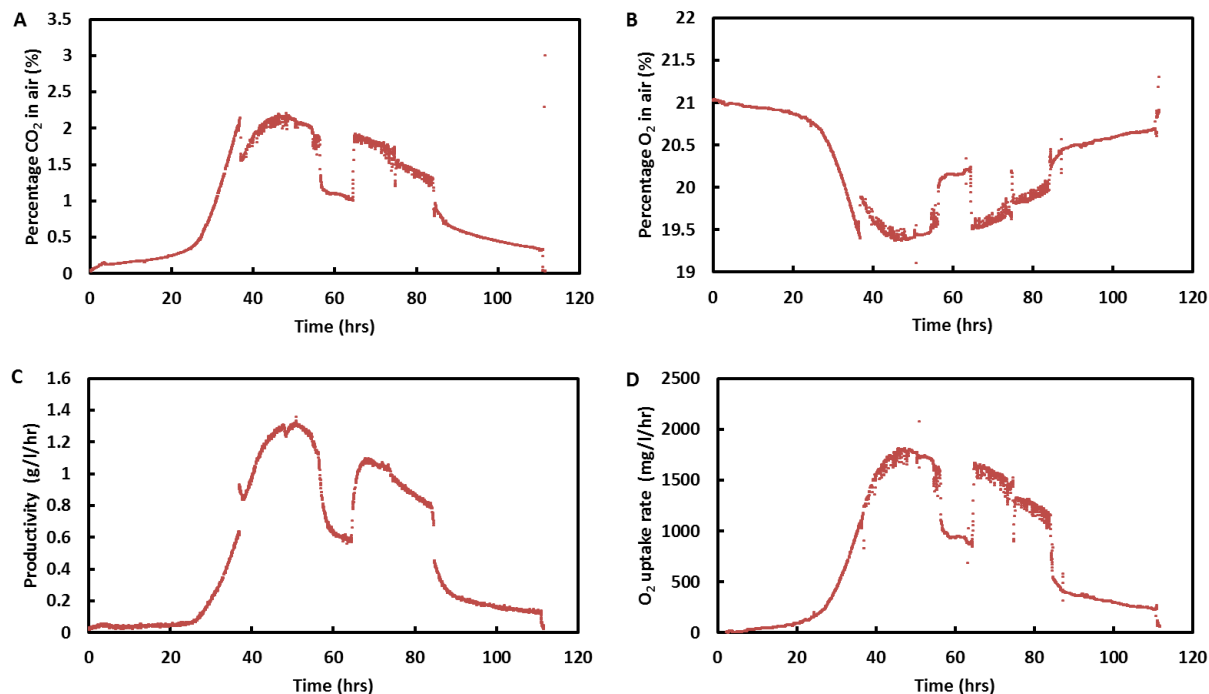 A
Percentage CO2 in air (%)
3.5
3
2.5
2
1.5
1
0.5
0
0 20 40 60 80 100 120
Time (hrs)
B
Percentage O2 in air (%)
22
21.5
21
20.5
20
19.5
19
0 20 40 60 80 100 120
Time (hrs)
C
Productivity (g/l/hr)
1.6
1.4
1.2
1
0.8
0.6
0.4
0.2
0
0 20 40 60 80 100 120
Time (hrs)
D
O2 uptake rate (mg/l/hr)
2500
2000
1500
1000
500
0
0 20 40 60 80 100 120
Time (hrs)